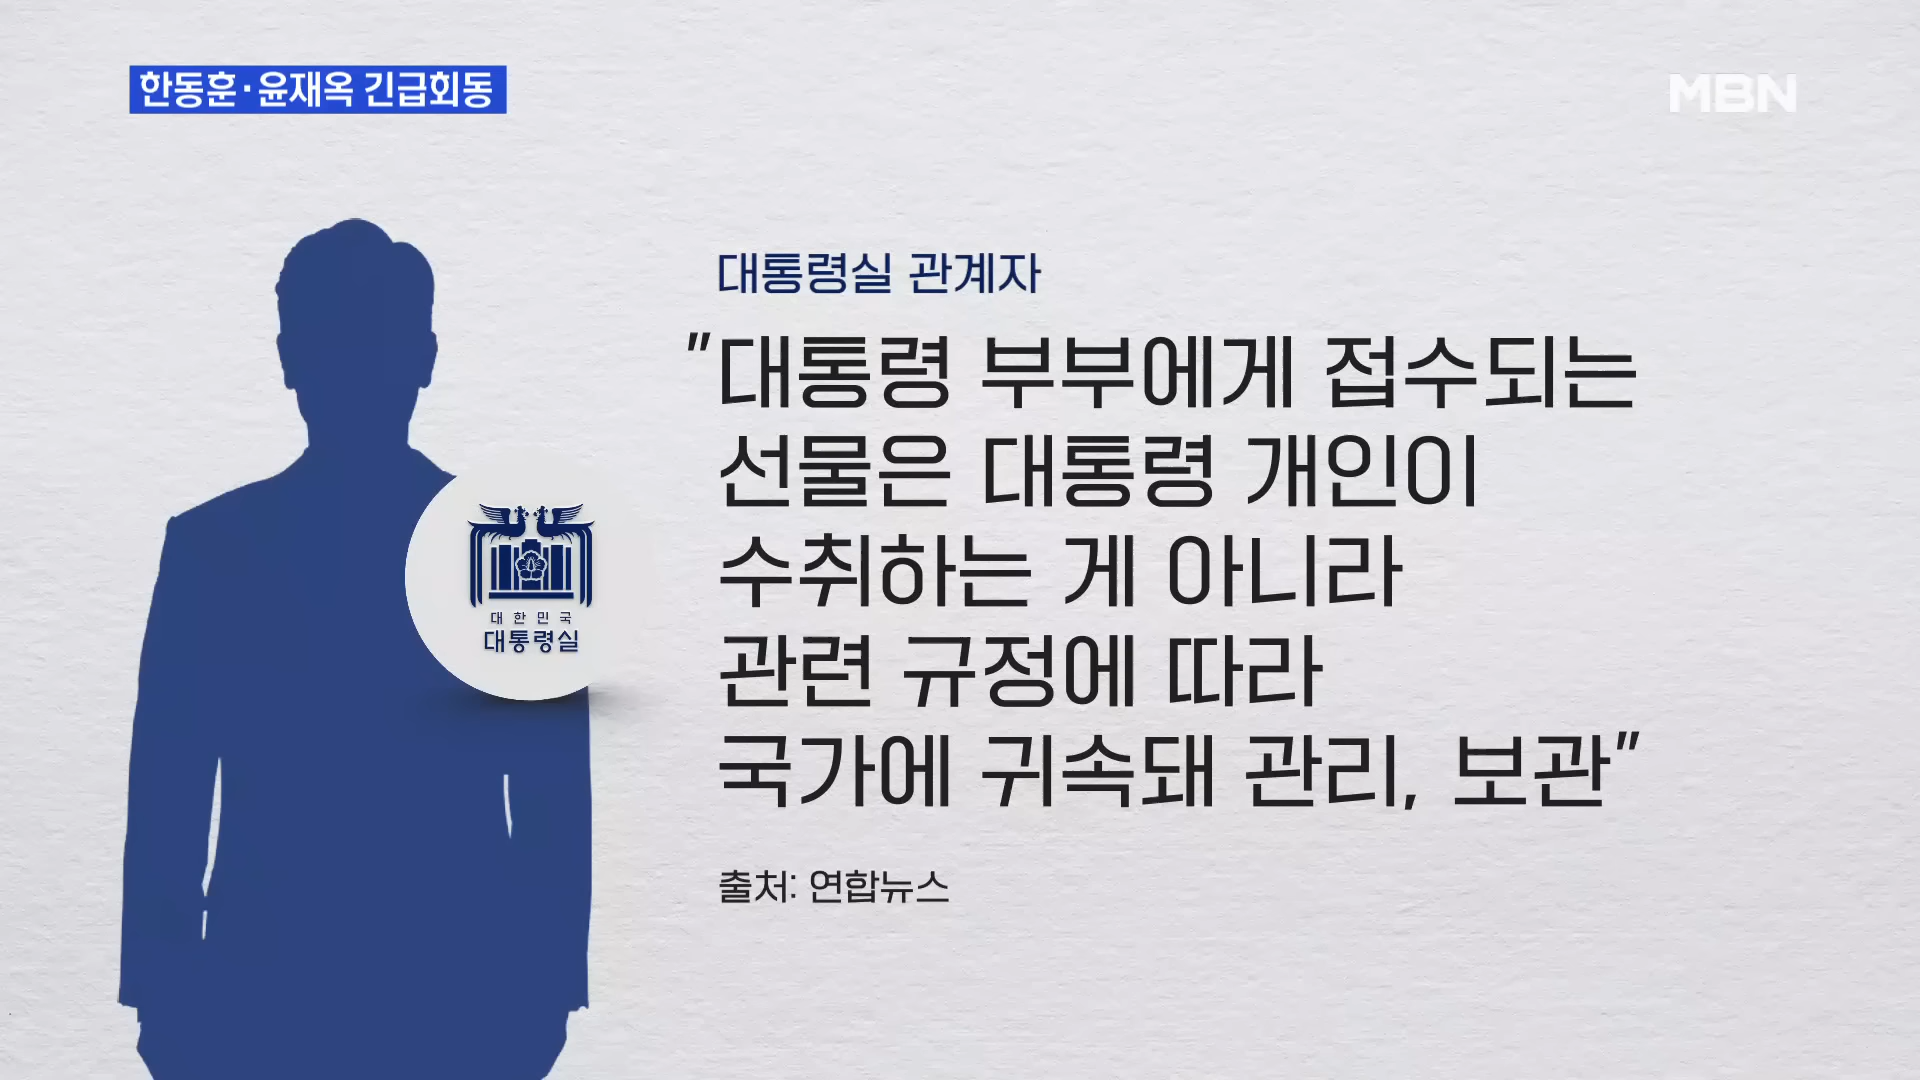 한동훈·윤재옥 긴급회동
MBN
대통령실 관계자
"대통령 부부에게 접수되는
선물은 대통령 개인이
수취하는 게 아니라
관련 규정에 따라
국가에 귀속돼 관리, 보관"
대한민국
대통령실
출처: 연합뉴스